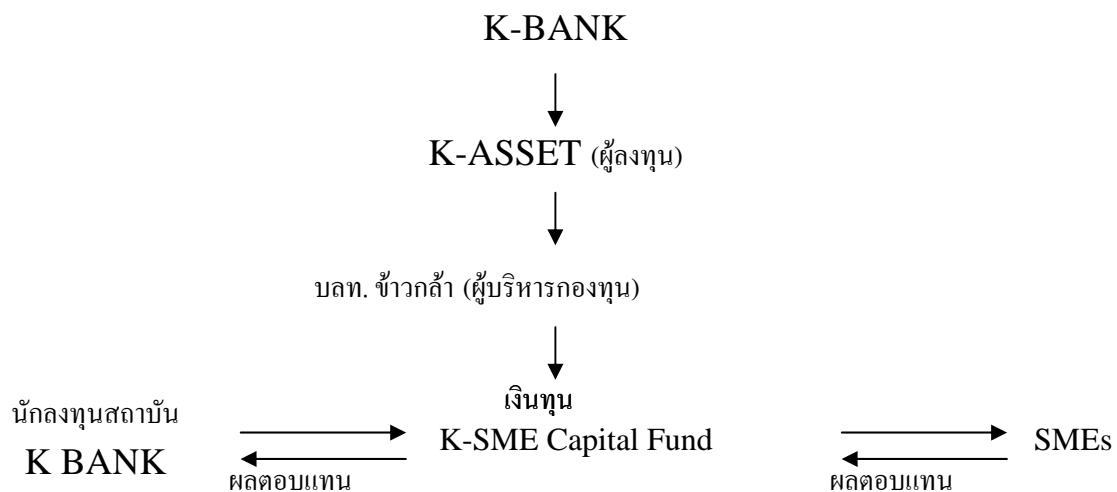 K-BANK
K-ASSET (ผู้ลงทุน)
บลท. ข้าวกล้า (ผู้บริหารกองทุน)
นักลงทุนสถาบัน
เงินทุน
K BANK
K-SME Capital Fund
SMEs
ผลตอบแทน
ผลตอบแทน